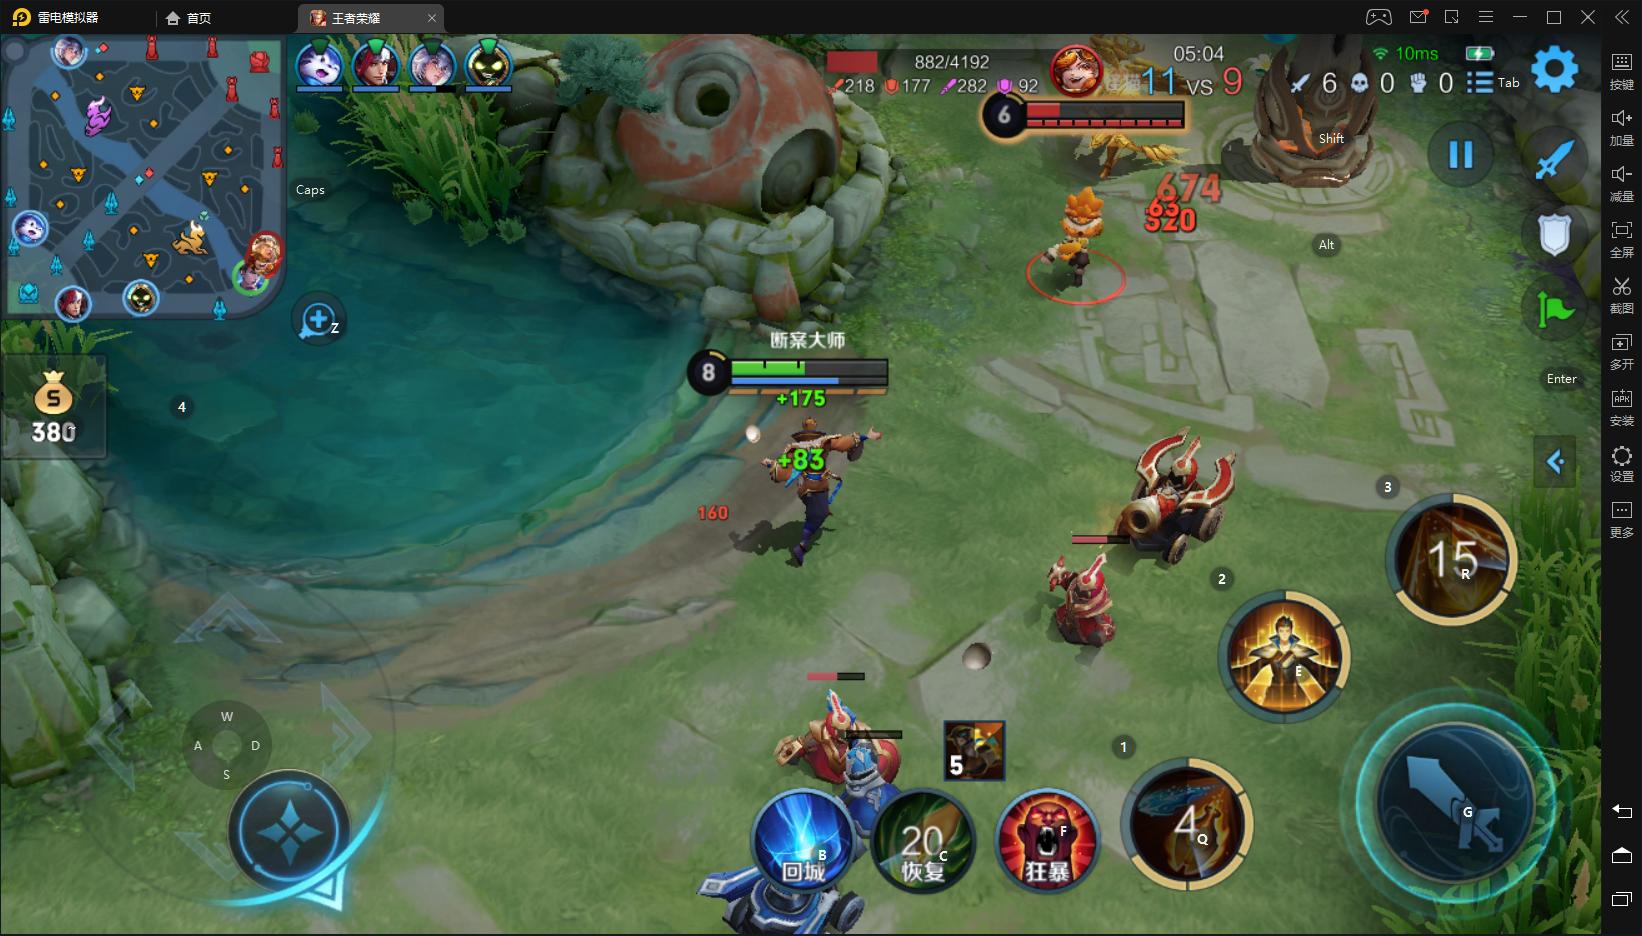 雷电模拟器
首页
王者荣耀
882/4192
218 177 282 92
11 VS 9
05:04
10ms
6 0 0
Tab
6
Shift
Caps
674
63
520
Alt
Z
断案大师
8
+175
+83
160
4
380
Enter
3
15
R
2
E
W
A D
S
5
1
4
Q
G
B
回城
20
C
恢复
F
狂暴
按键
加量
减量
全屏
截图
多开
APK
安装
设置
更多